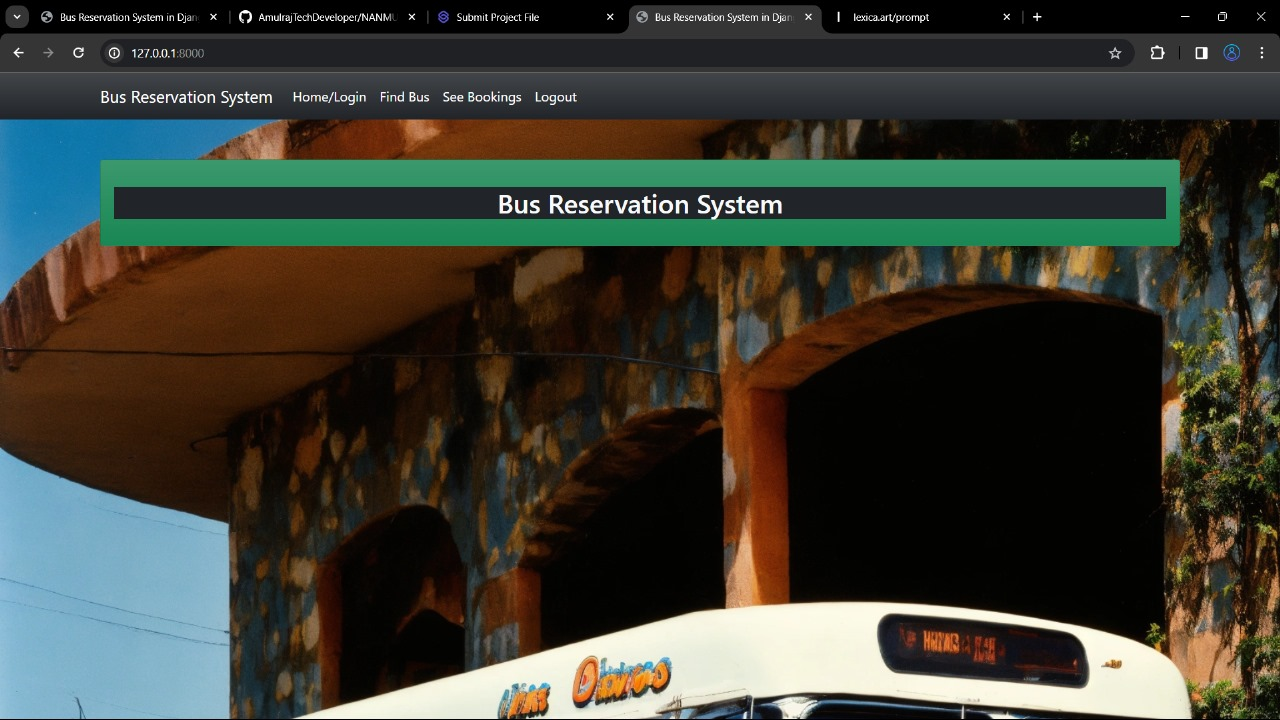 Bus Reservation System in Djan
AmulrajTechDeveloper/NANMU
Submit Project File
Bus Reservation System in Djan
lexica.art/prompt
127.0.0.1:8000
Bus Reservation System
Home/Login
Find Bus
See Bookings
Logout
Bus Reservation System